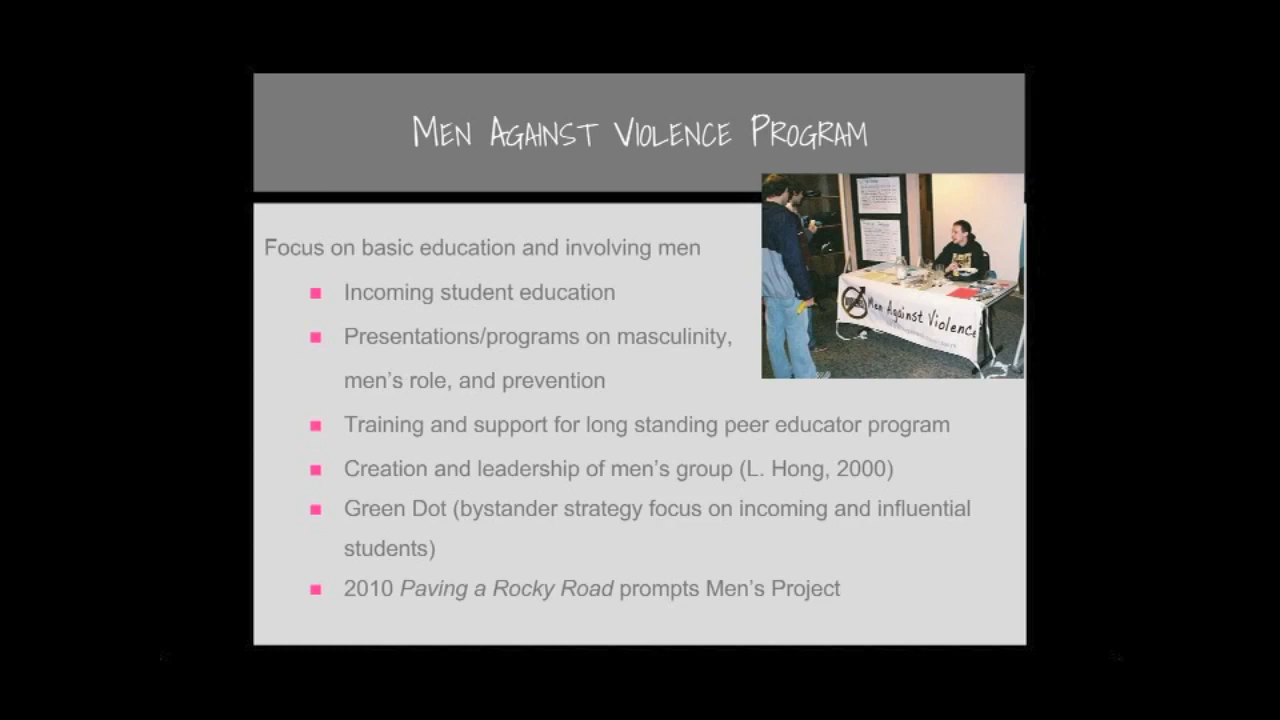 Men Against Violence Program
Focus on basic education and involving men
Incoming student education
Presentations/programs on masculinity,
men's role, and prevention
Training and support for long standing peer educator program
Creation and leadership of men's group (L. Hong, 2000)
Green Dot (bystander strategy focus on incoming and influential
students)
2010 Paving a Rocky Road prompts Men's Project
Men Against Violence